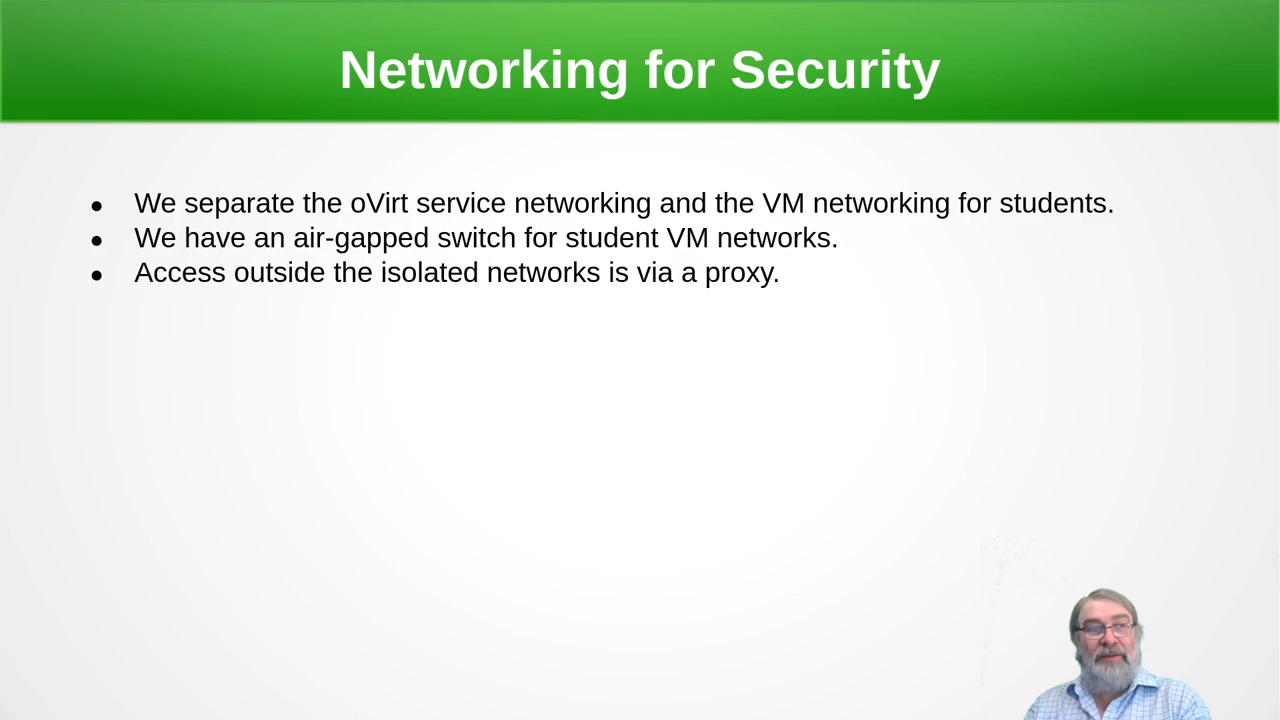 Networking for Security
● We separate the oVirt service networking and the VM networking for students.
● We have an air-gapped switch for student VM networks.
● Access outside the isolated networks is via a proxy.